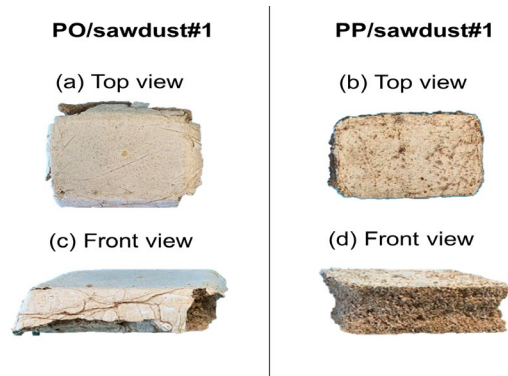 PO/sawdust#1
PP/sawdust#1
(a) Top view
(b) Top view
(c) Front view
(d) Front view